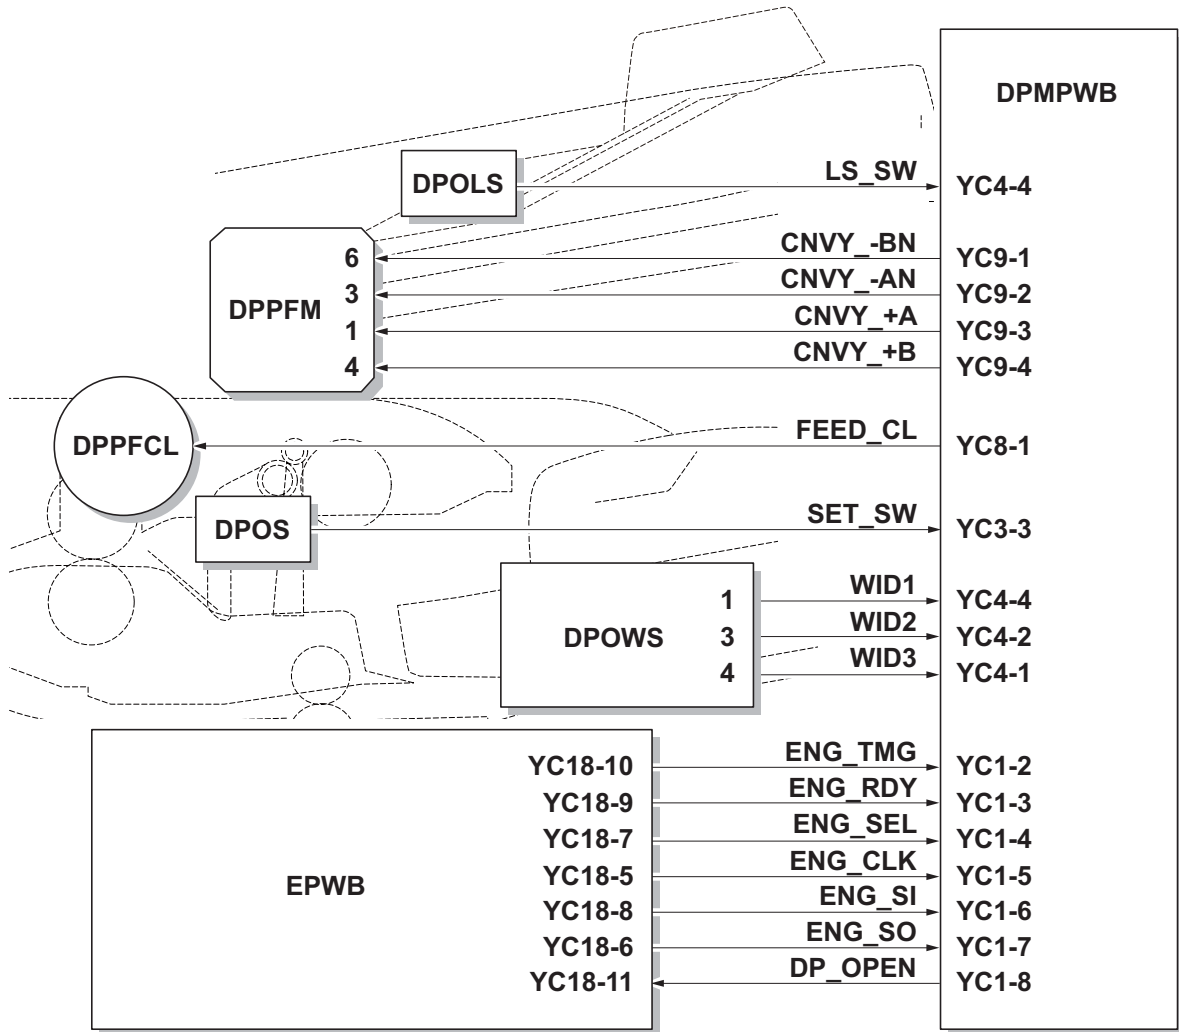 DPMPWB
DPOLS LS_SW YC4-4
6 CNVY_-BN YC9-1
3 CNVY_-AN YC9-2
DPPFM
1 CNVY_+A YC9-3
4 CNVY_+B YC9-4
DPPFCL FEED_CL YC8-1
DPOS SET_SW YC3-3
1 WID1 YC4-4
DPOWS 3 WID2 YC4-2
4 WID3 YC4-1
YC18-10 ENG_TMG YC1-2
YC18-9 ENG_RDY YC1-3
YC18-7 ENG_SEL YC1-4
EPWB YC18-5 ENG_CLK YC1-5
YC18-8 ENG_SI YC1-6
YC18-6 ENG_SO YC1-7
YC18-11 DP_OPEN YC1-8